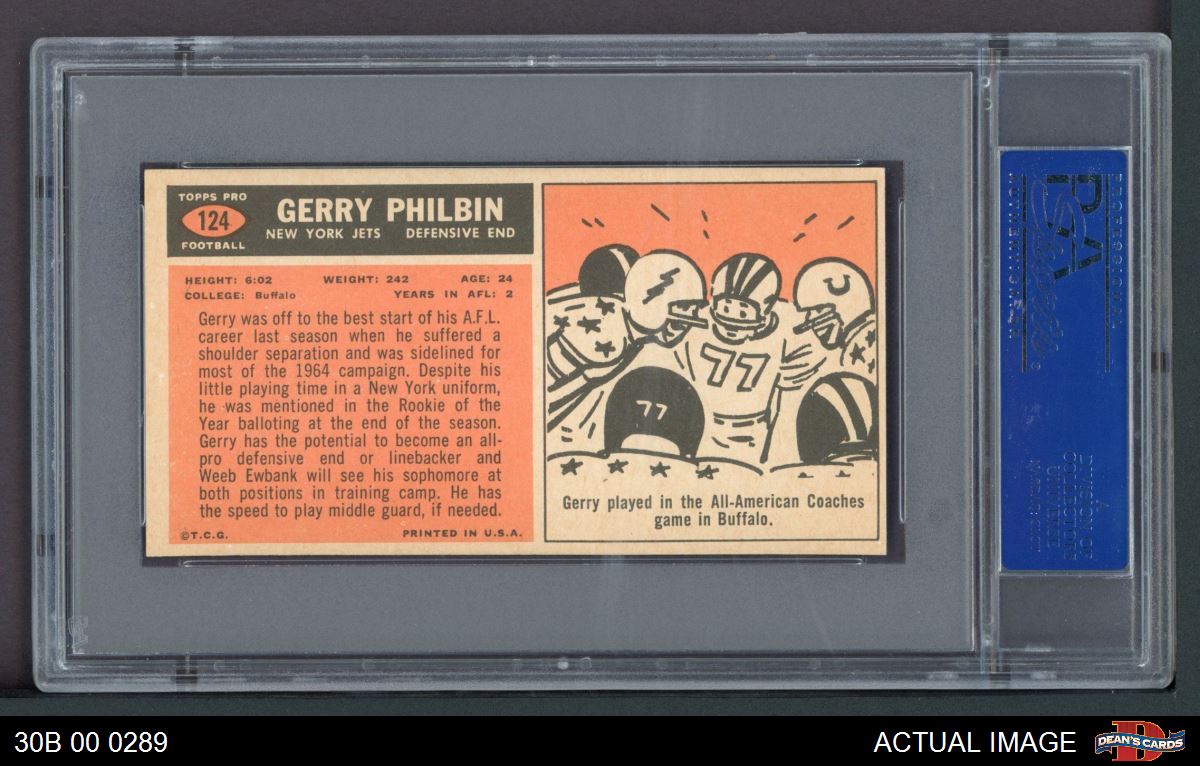 TOPPS PRO
124
FOOTBALL
GERRY PHILBIN
NEW YORK JETS DEFENSIVE END
HEIGHT: 6:02 WEIGHT: 242 AGE: 24
COLLEGE: Buffalo YEARS IN AFL: 2
Gerry was off to the best start of his A.F.L.
career last season when he suffered a
shoulder separation and was sidelined for
most of the 1964 campaign. Despite his
little playing time in a New York uniform,
he was mentioned in the Rookie of the
Year balloting at the end of the season.
Gerry has the potential to become an all-
pro defensive end or linebacker and
Weeb Ewbank will see his sophomore at
both positions in training camp. He has
the speed to play middle guard, if needed.
©T.C.G. PRINTED IN U.S.A.
77
77
Gerry played in the All-American Coaches
game in Buffalo.
PROFESSIONAL
PSA
A
DIVISION OF
COLLECTORS
UNIVERSE
30B 00 0289
ACTUAL IMAGE
D
DEAN'S CARDS